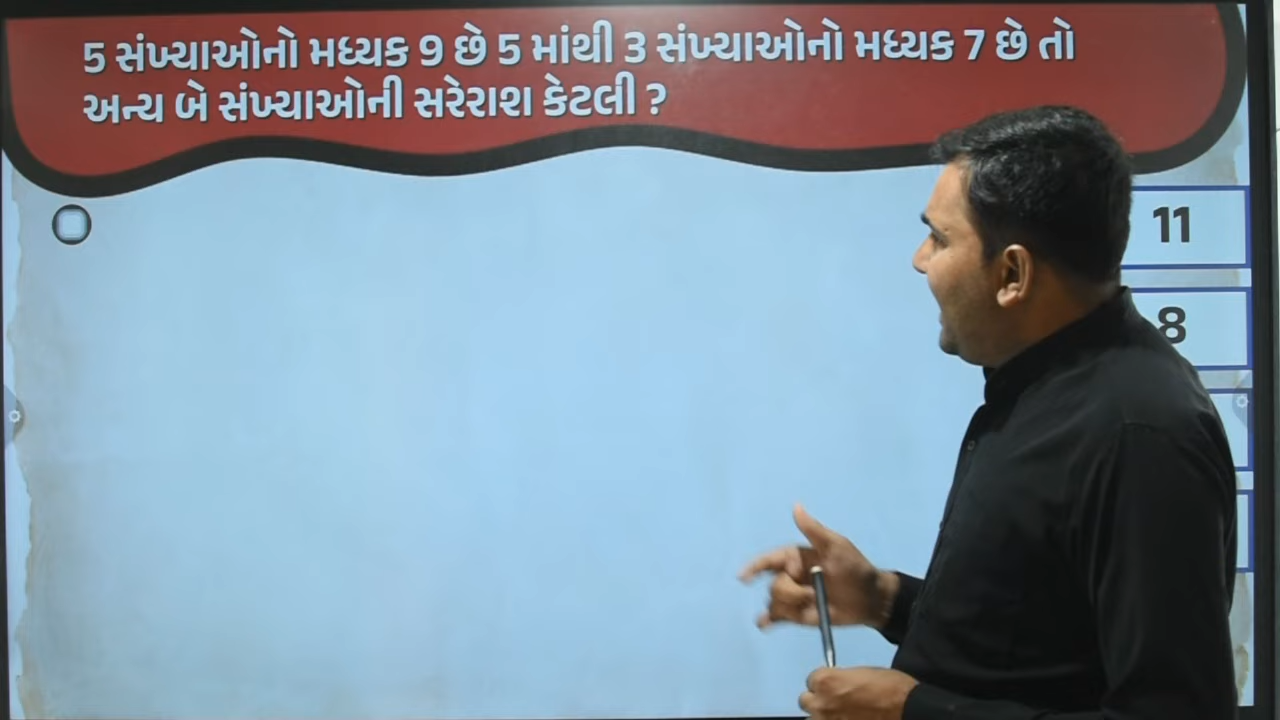 5 સંખ્યાઓનો મધ્યક 9 છે 5 માંથી 3 સંખ્યાઓનો મધ્યક 7 છે તો
અન્ય બે સંખ્યાઓની સરેરાશ કેટલી ?
11
8